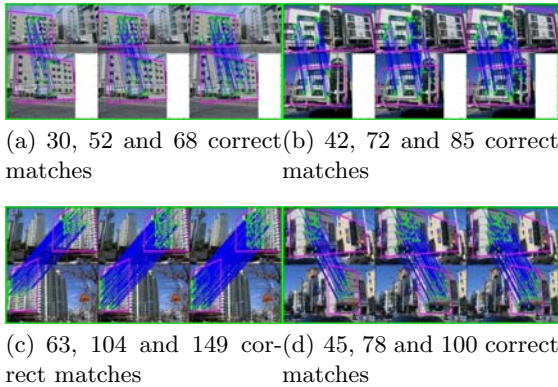 (a) 30, 52 and 68 correct
matches
(b) 42, 72 and 85 correct
matches
(c) 63, 104 and 149 cor-
rect matches
(d) 45, 78 and 100 correct
matches